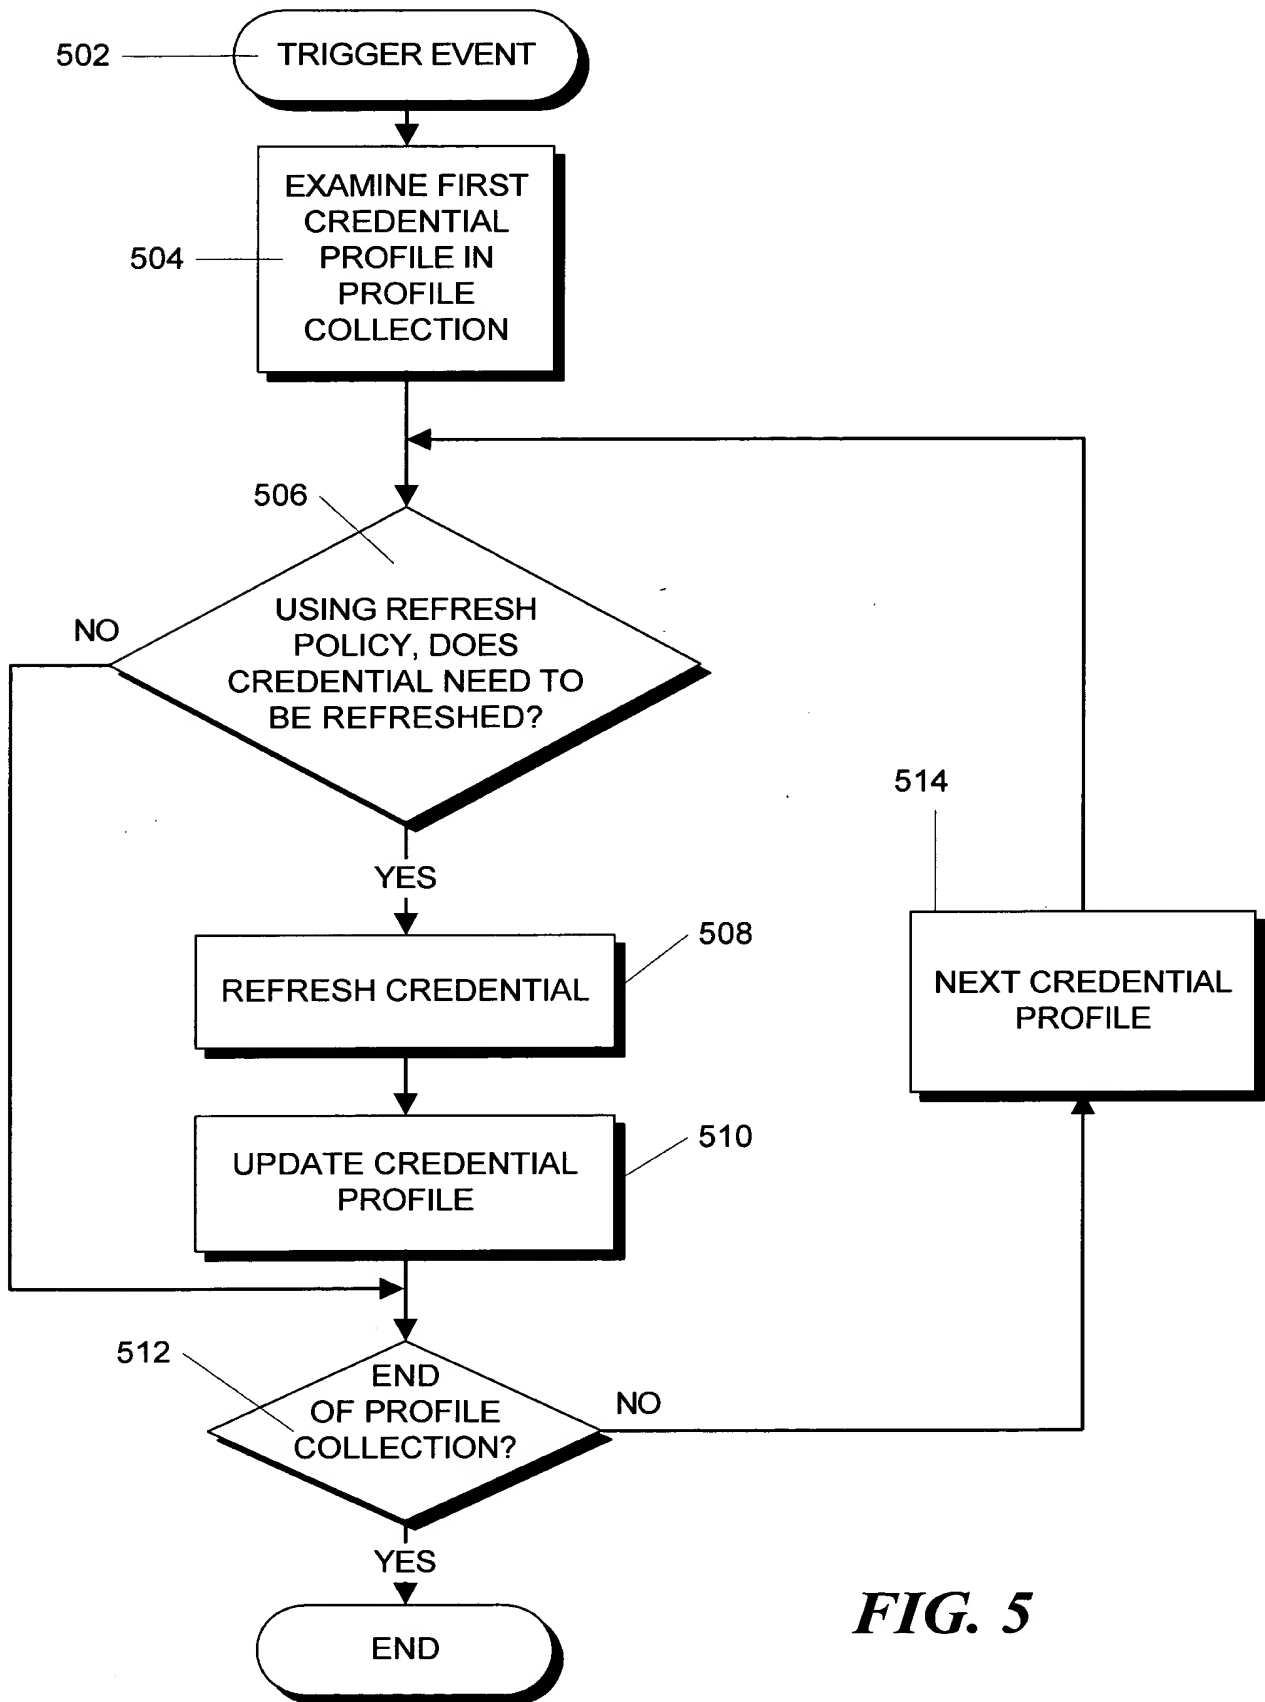 502
TRIGGER EVENT
504
EXAMINE FIRST
CREDENTIAL
PROFILE IN
PROFILE
COLLECTION
506
NO
USING REFRESH
POLICY, DOES
CREDENTIAL NEED TO
BE REFRESHED?
YES
508
REFRESH CREDENTIAL
510
UPDATE CREDENTIAL
PROFILE
512
END
OF PROFILE
COLLECTION?
NO
514
NEXT CREDENTIAL
PROFILE
YES
END
FIG. 5